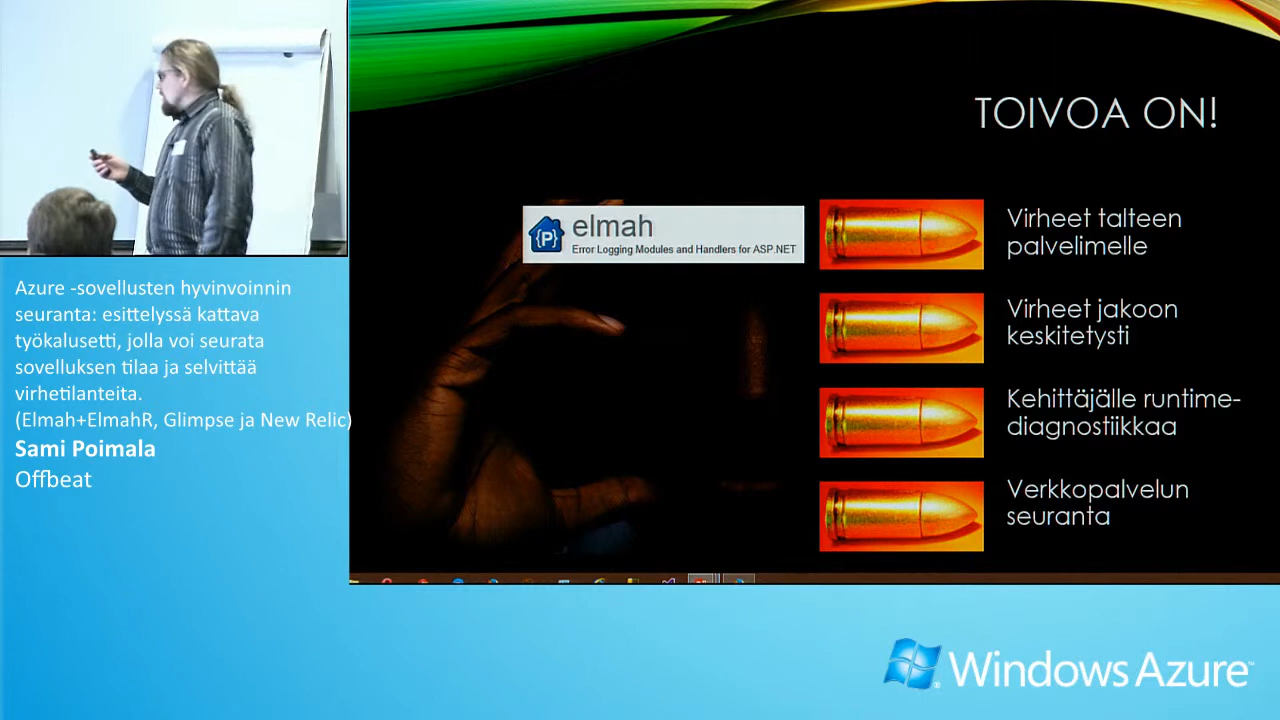 TOIVOA ON!
elmah
Error Logging Modules and Handlers for ASP.NET
{P}
Virheet talteen
palvelimelle
Virheet jakoon
keskitetysti
Kehittäjälle runtime-
diagnostiikkaa
Verkkopalvelun
seuranta
Azure -sovellusten hyvinvoinnin
seuranta: esittelyssä kattava
työkalusetti, jolla voi seurata
sovelluksen tilaa ja selvittää
virhetilanteita.
(Elmah+ElmahR, Glimpse ja New Relic)
Sami Poimala
Offbeat
Windows Azure™